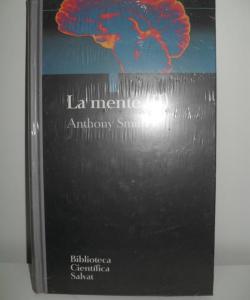 La mente (I)
Anthony Smith
Biblioteca
Científica
Salvat